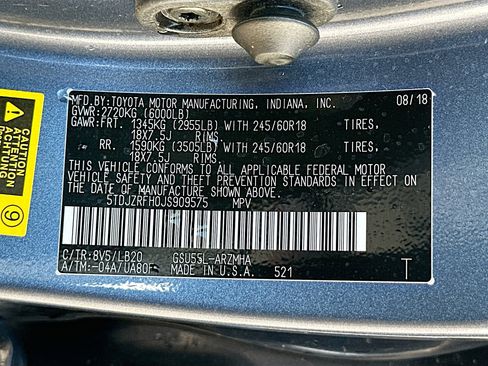 MFD.BY:TOYOTA MOTOR MANUFACTURING, INDIANA, INC. 08/18
GVWR:2720KG (6000LB)
GAWR:FRT. 1345KG (2955LB) WITH 245/60R18 TIRES,
18X7.5J RIMS.
RR. 1590KG (3505LB) WITH 245/60R18 TIRES,
18X7.5J RIMS.
THIS VEHICLE CONFORMS TO ALL APPLICABLE FEDERAL MOTOR
VEHICLE SAFETY AND THEFT PREVENTION STANDARDS IN EFFECT
ON THE DATE OF MANUFACTURE SHOWN ABOVE.
5TDJZRFH0JS909575 MPV
C/TR:8V5/LB20 GSU55L-ARZMHA
A/TM:-04A/UA80F MADE IN U.S.A. 521 T
Attention
Achtung
9